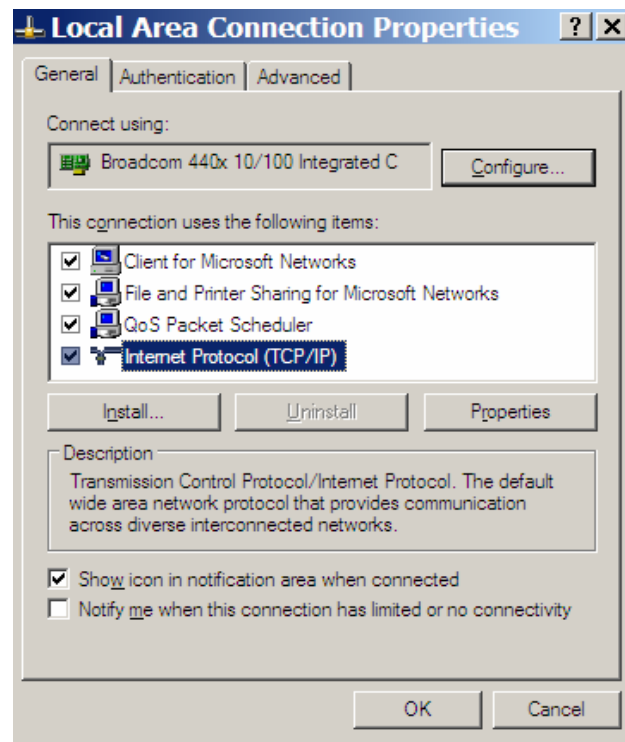 Local Area Connection Properties ? X
General Authentication Advanced
Connect using:
Broadcom 440x 10/100 Integrated C Configure...
This connection uses the following items:
Client for Microsoft Networks
File and Printer Sharing for Microsoft Networks
QoS Packet Scheduler
Internet Protocol (TCP/IP)
Install... Uninstall Properties
Description
Transmission Control Protocol/Internet Protocol. The default
wide area network protocol that provides communication
across diverse interconnected networks.
Show icon in notification area when connected
Notify me when this connection has limited or no connectivity
OK Cancel